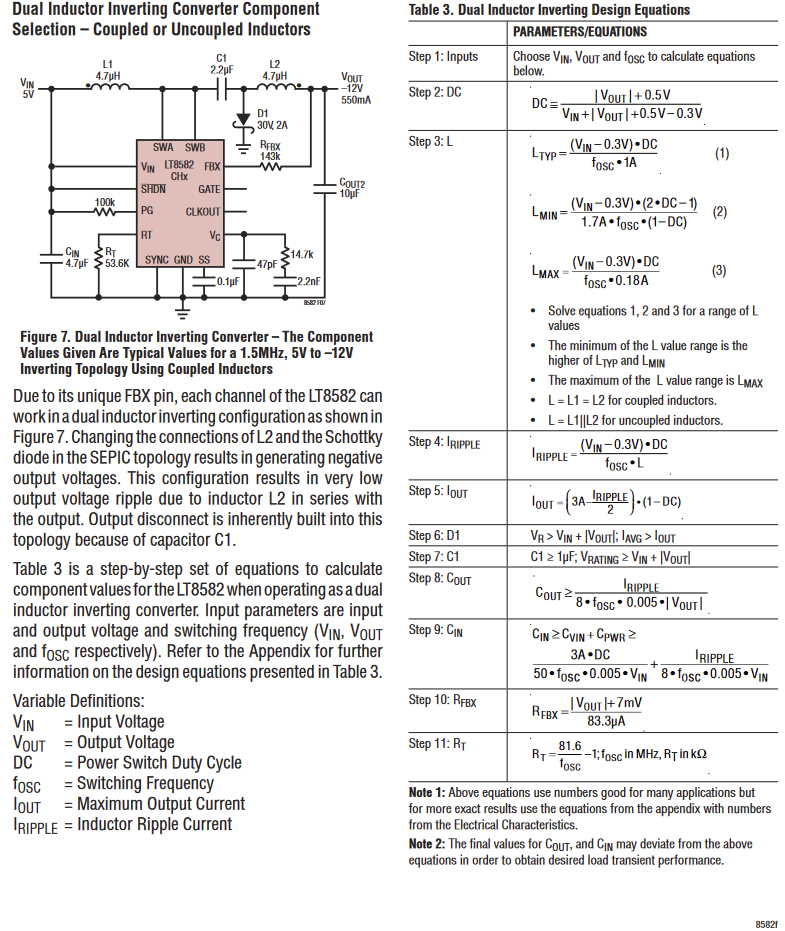 Dual Inductor Inverting Converter Component
Selection – Coupled or Uncoupled Inductors
L1
4.7µH
C1
2.2µF
L2
4.7µH
VIN
5V
VOUT
–12V
550mA
D1
30V, 2A
SWA SWB
RFBX
143k
VIN LT8582 FBX
CHx
SHDN GATE
100k
PG CLKOUT
COUT2
10µF
RT VC
CIN
4.7µF
RT
53.6K
SYNC GND SS
47pF
14.7k
0.1µF
2.2nF
8582 F07
Figure 7. Dual Inductor Inverting Converter – The Component
Values Given Are Typical Values for a 1.5MHz, 5V to –12V
Inverting Topology Using Coupled Inductors
Due to its unique FBX pin, each channel of the LT8582 can
work in a dual inductor inverting configuration as shown in
Figure 7. Changing the connections of L2 and the Schottky
diode in the SEPIC topology results in generating negative
output voltages. This configuration results in very low
output voltage ripple due to inductor L2 in series with
the output. Output disconnect is inherently built into this
topology because of capacitor C1.
Table 3 is a step-by-step set of equations to calculate
component values for the LT8582 when operating as a dual
inductor inverting converter. Input parameters are input
and output voltage and switching frequency (VIN, VOUT
and fOSC respectively). Refer to the Appendix for further
information on the design equations presented in Table 3.
Variable Definitions:
VIN = Input Voltage
VOUT = Output Voltage
DC = Power Switch Duty Cycle
fOSC = Switching Frequency
IOUT = Maximum Output Current
IRIPPLE = Inductor Ripple Current
Table 3. Dual Inductor Inverting Design Equations
PARAMETERS/EQUATIONS
Step 1: Inputs Choose VIN, VOUT and fOSC to calculate equations
below.
Step 2: DC
DC ≅ (|VOUT| + 0.5V) / (VIN + |VOUT| + 0.5V – 0.3V)
Step 3: L
LTYP = ((VIN – 0.3V) • DC) / (fOSC • 1A) (1)
LMIN = ((VIN – 0.3V) • (2 • DC – 1)) / (1.7A • fOSC • (1 – DC)) (2)
LMAX = ((VIN – 0.3V) • DC) / (fOSC • 0.18A) (3)
• Solve equations 1, 2 and 3 for a range of L
values
• The minimum of the L value range is the
higher of LTYP and LMIN
• The maximum of the L value range is LMAX
• L = L1 = L2 for coupled inductors.
• L = L1||L2 for uncoupled inductors.
Step 4: IRIPPLE
IRIPPLE = ((VIN – 0.3V) • DC) / (fOSC • L)
Step 5: IOUT
IOUT = (3A – IRIPPLE / 2) • (1 – DC)
Step 6: D1 VR > VIN + |VOUT|; IAVG > IOUT
Step 7: C1 C1 ≥ 1µF; VRATING ≥ VIN + |VOUT|
Step 8: COUT
COUT ≥ IRIPPLE / (8 • fOSC • 0.005 • |VOUT|)
Step 9: CIN
CIN ≥ CVIN + CPWR ≥
(3A • DC) / (50 • fOSC • 0.005 • VIN) + IRIPPLE / (8 • fOSC • 0.005 • VIN)
Step 10: RFBX
RFBX = (|VOUT| + 7mV) / 83.3µA
Step 11: RT
RT = 81.6 / fOSC – 1; fOSC in MHz, RT in kΩ
Note 1: Above equations use numbers good for many applications but
for more exact results use the equations from the appendix with numbers
from the Electrical Characteristics.
Note 2: The final values for COUT, and CIN may deviate from the above
equations in order to obtain desired load transient performance.
8582f